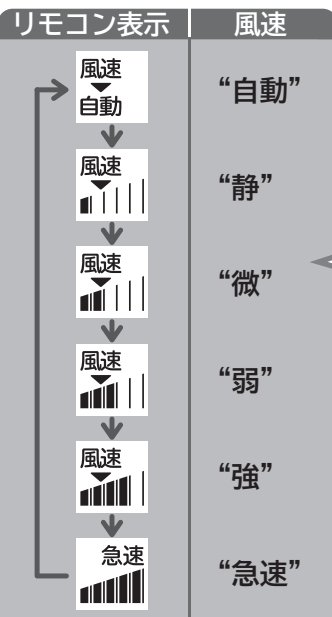 リモコン表示 風速
風速
自動
“自動”
風速
“静”
風速
“微”
風速
“弱”
風速
“強”
急速
“急速”